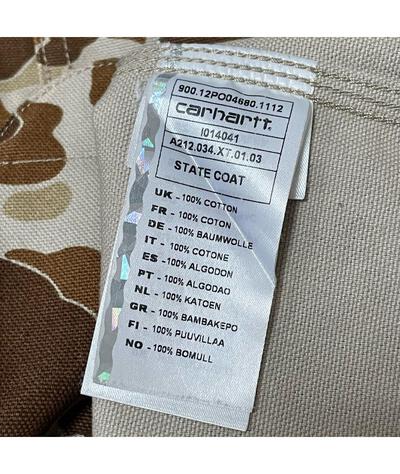 900.12PO04680.1112
carhartt
I014041
A212.034.XT.01.03
STATE COAT
UK - 100% COTTON
FR - 100% COTON
DE - 100% BAUMWOLLE
IT - 100% COTONE
ES - 100% ALGODON
PT - 100% ALGODAO
NL - 100% KATOEN
GR - 100% BAMBAKEPO
FI - 100% PUUVILLAA
NO - 100% BOMULL